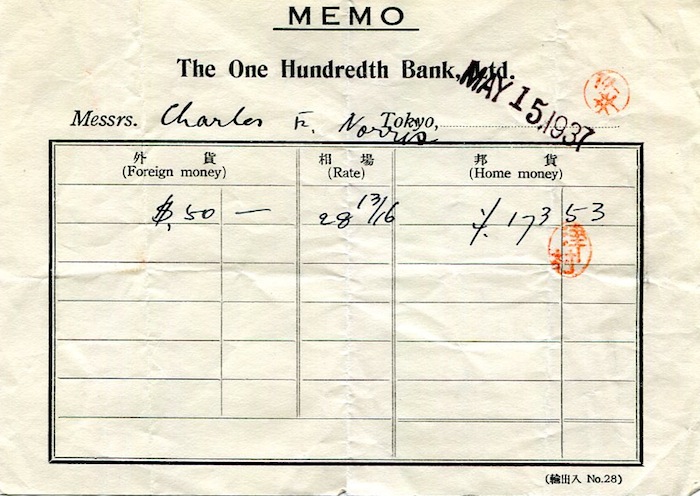 MEMO
The One Hundredth Bank, Ltd.
MAY 15.1937
Messrs. Charles F. Norris Tokyo,
外貨 相場 邦貨
(Foreign money) (Rate) (Home money)
$50 — 28 13/16 ¥. 173 53
(輸出入 No.28)